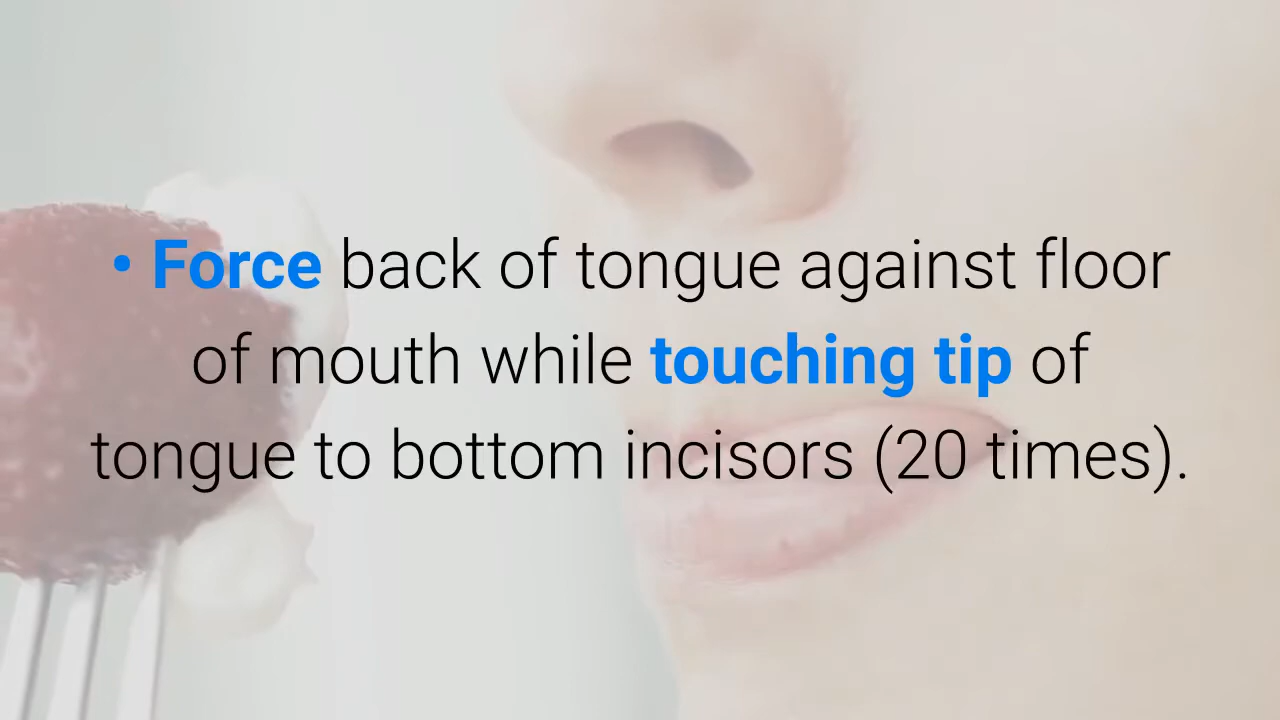 • Force back of tongue against floor
of mouth while touching tip of
tongue to bottom incisors (20 times).